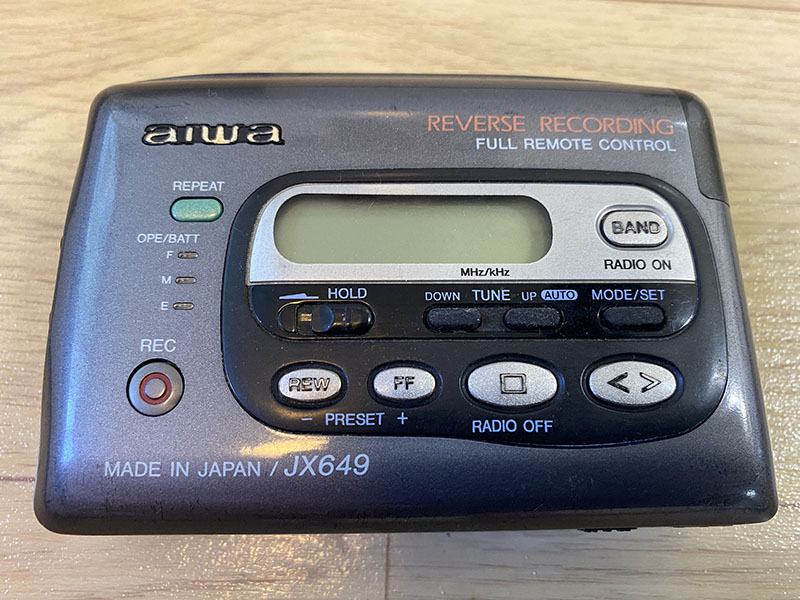 aiwa
REVERSE RECORDING
FULL REMOTE CONTROL
REPEAT
OPE/BATT
F
M
E
BAND
RADIO ON
MHz/kHz
HOLD
DOWN TUNE UP AUTO MODE/SET
REC
REW FF
− PRESET +
RADIO OFF
MADE IN JAPAN / JX649